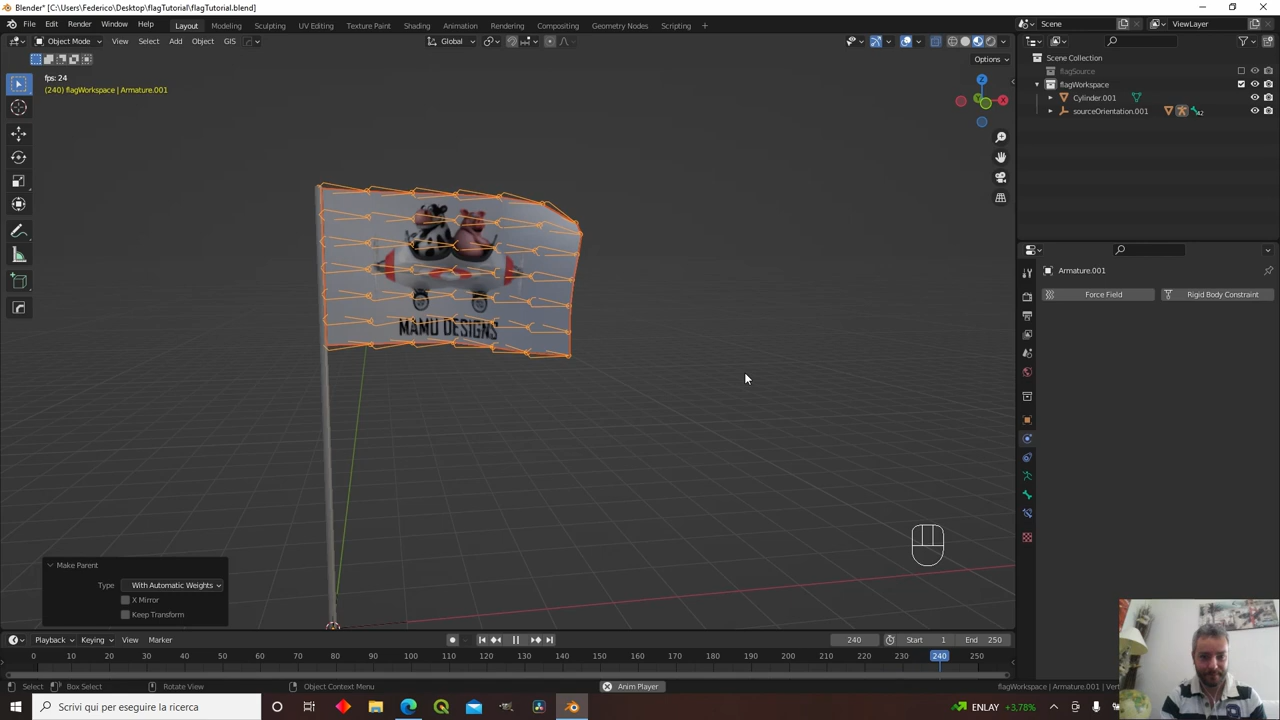 Blender* [C:\Users\Federico\Desktop\flagTutorial\flagTutorial.blend]
File Edit Render Window Help Layout Modeling Sculpting UV Editing Texture Paint Shading Animation Rendering Compositing Geometry Nodes Scripting + Scene ViewLayer
Object Mode View Select Add Object GIS Global
Options
fps: 24
(240) flagWorkspace | Armature.001
Z
X
Y
Scene Collection
flagSource
flagWorkspace
Cylinder.001
sourceOrientation.001
42
Armature.001
Force Field Rigid Body Constraint
MAMU DESIGNS
Make Parent
Type With Automatic Weights
X Mirror
Keep Transform
Playback Keying View Marker 240 Start 1 End 250
0 10 20 30 40 50 60 70 80 90 100 110 120 130 140 150 160 170 180 190 200 210 220 230 240 250
Select Box Select Rotate View Object Context Menu Anim Player flagWorkspace | Armature.001 | Vert
Scrivi qui per eseguire la ricerca ENLAY +3,78%